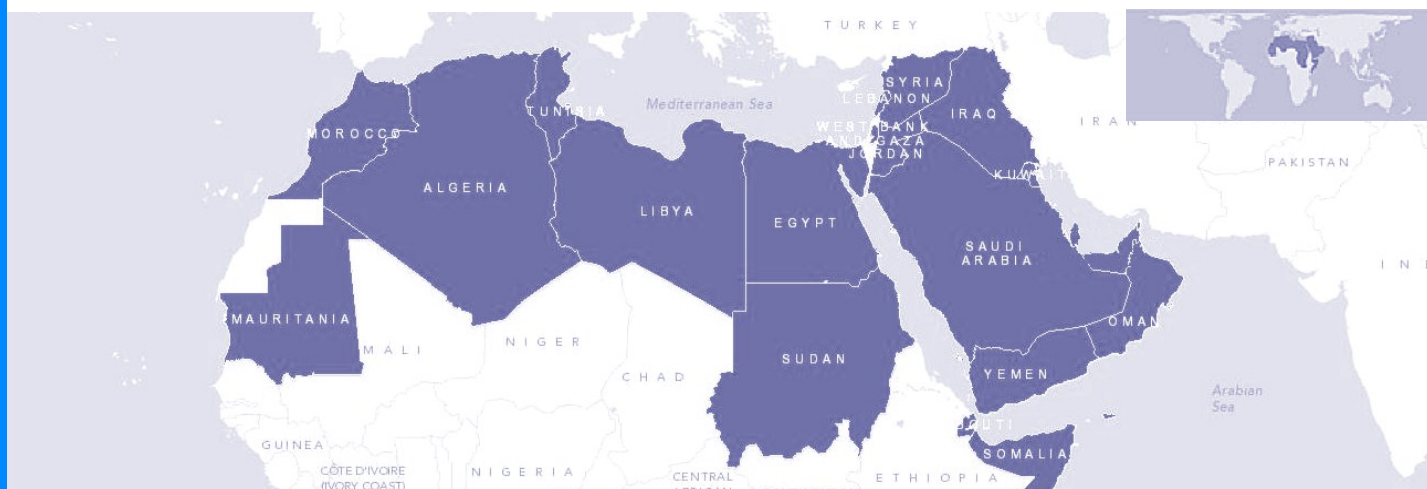 TURKEY
SYRIA
LEBANON
Mediterranean Sea
TUNISIA
MOROCCO
IRAQ
IRAN
WEST BANK
AND GAZA
JORDAN
PAKISTAN
KUWAIT
ALGERIA
LIBYA
EGYPT
SAUDI
ARABIA
MAURITANIA
OMAN
MALI
NIGER
SUDAN
CHAD
YEMEN
Arabian
Sea
GUINEA
SOMALIA
CÔTE D'IVOIRE
(IVORY COAST)
NIGERIA
CENTRAL
ETHIOPIA